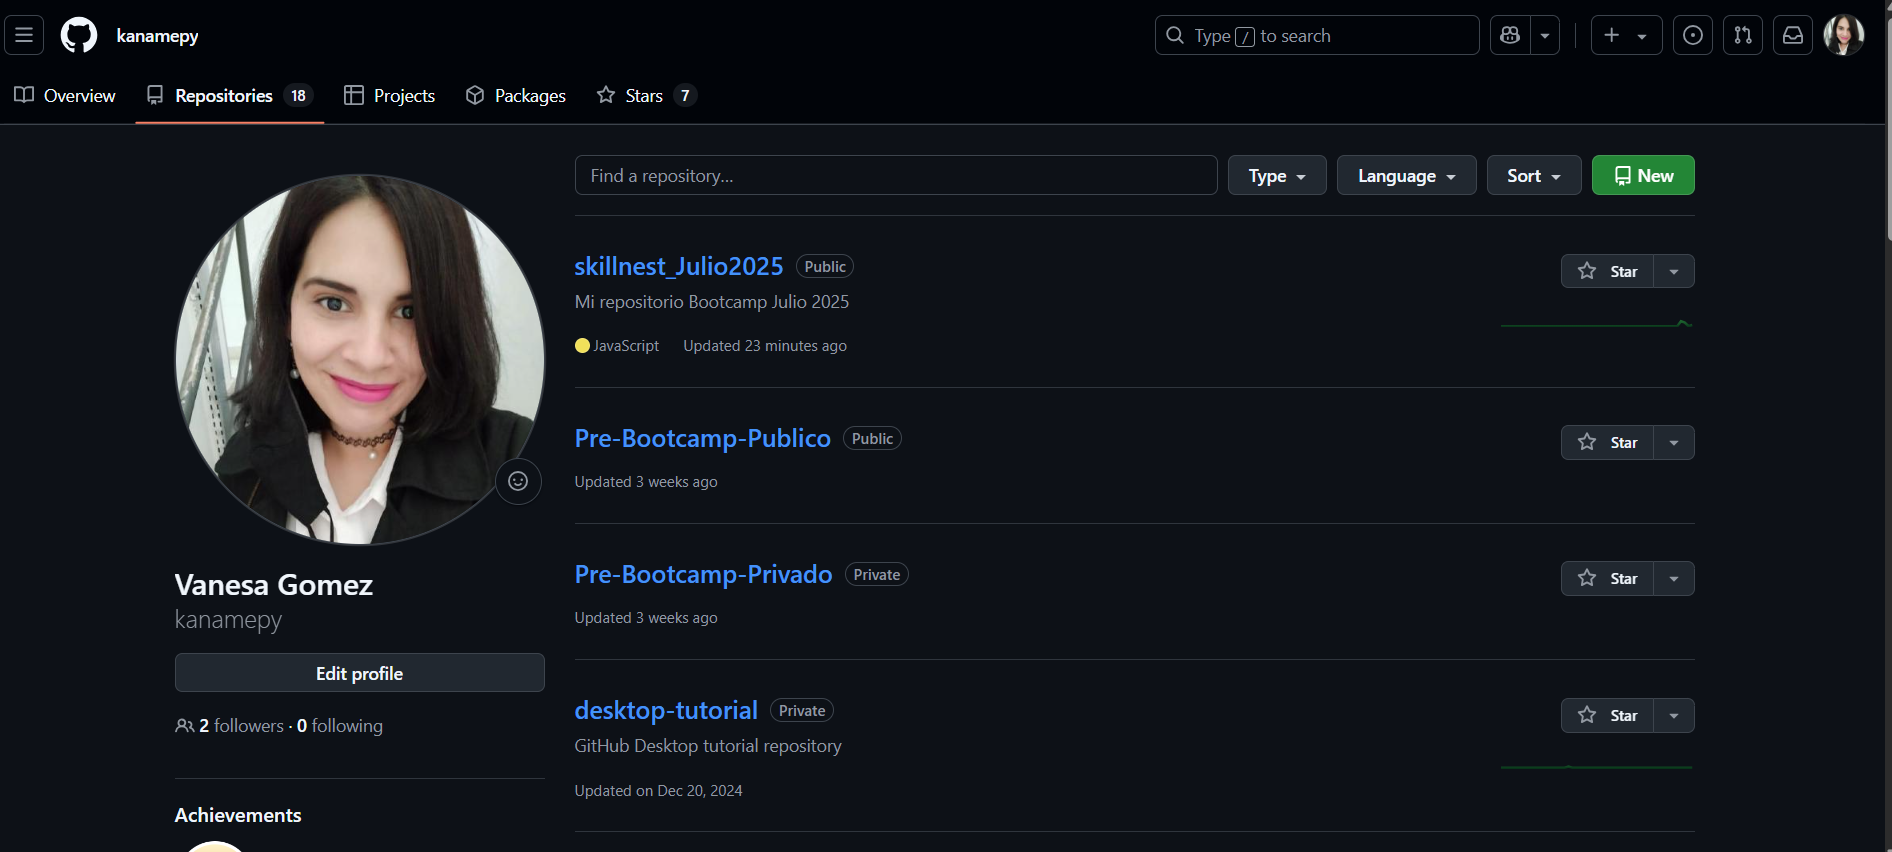 kanamepy
Type / to search
Overview
Repositories 18
Projects
Packages
Stars 7
Find a repository...
Type
Language
Sort
New
Vanesa Gomez
kanamepy
Edit profile
2 followers · 0 following
Achievements
skillnest_Julio2025 Public
Star
Mi repositorio Bootcamp Julio 2025
JavaScript Updated 23 minutes ago
Pre-Bootcamp-Publico Public
Star
Updated 3 weeks ago
Pre-Bootcamp-Privado Private
Star
Updated 3 weeks ago
desktop-tutorial Private
Star
GitHub Desktop tutorial repository
Updated on Dec 20, 2024